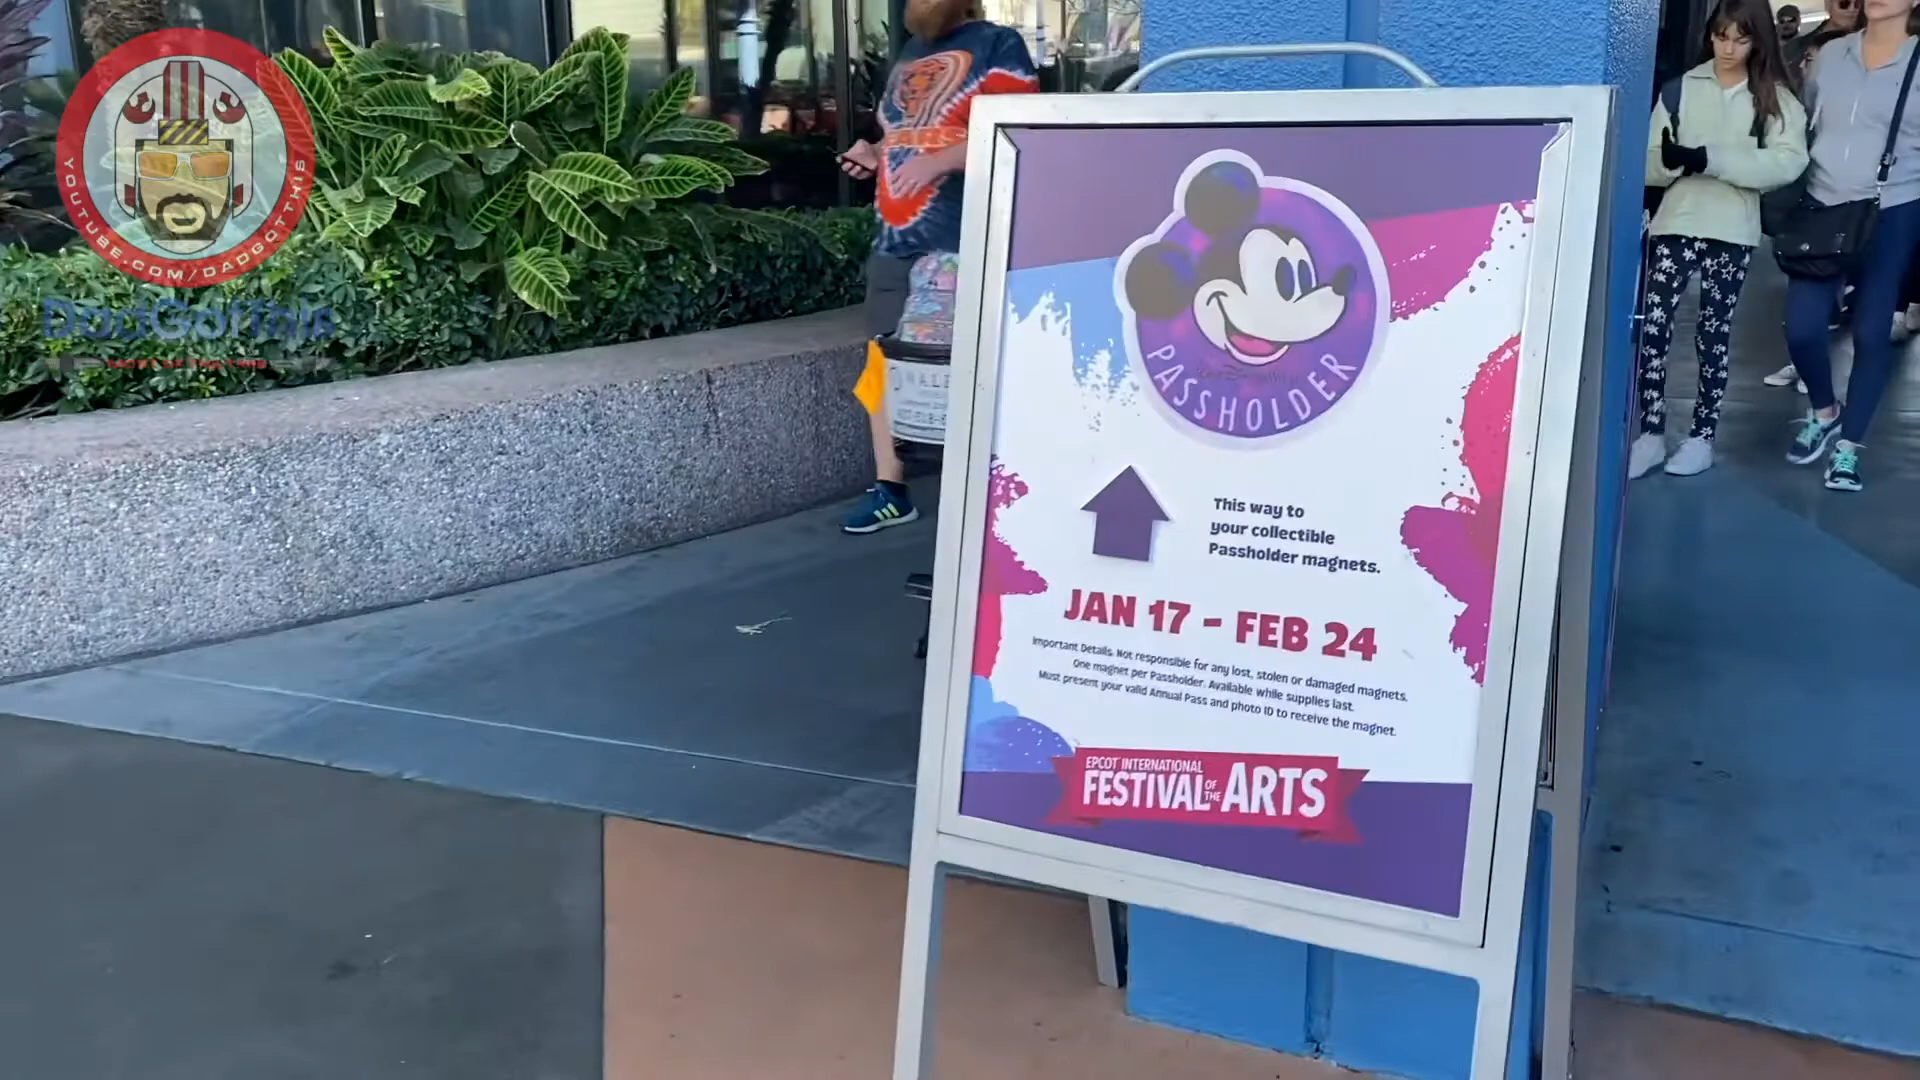 YOUTUBE.COM/DADGOTTHIS
DadGotThis
PASSHOLDER
This way to
your collectible
Passholder magnets.
JAN 17 - FEB 24
Important Details: Not responsible for any lost, stolen or damaged magnets.
One magnet per Passholder. Available while supplies last.
Must present your valid Annual Pass and photo ID to receive the magnet.
EPCOT INTERNATIONAL
FESTIVAL OF THE ARTS